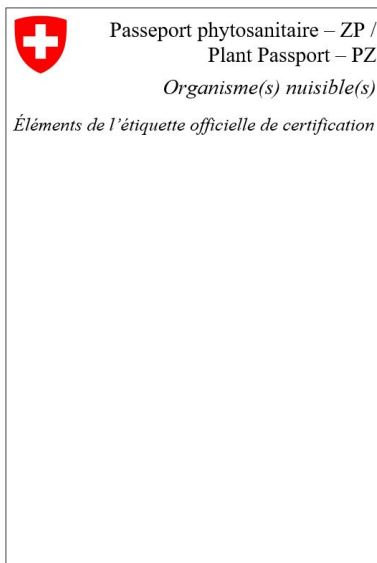 Passeport phytosanitaire – ZP /
Plant Passport – PZ
Organisme(s) nuisible(s)
Éléments de l’étiquette officielle de certification